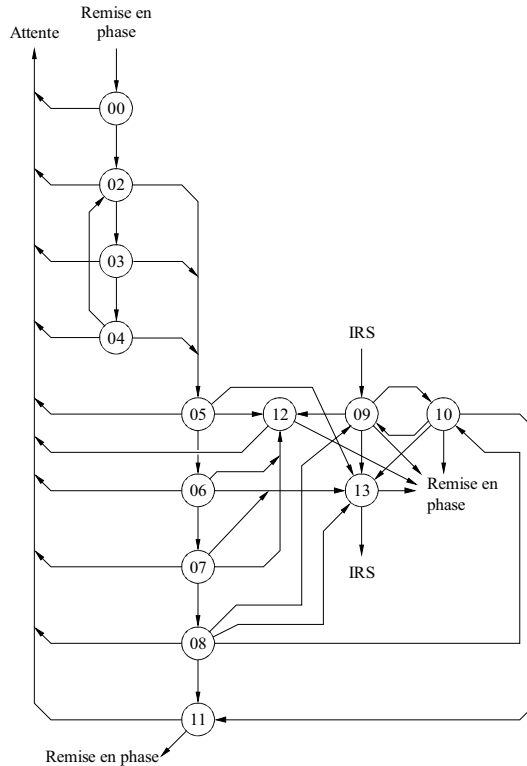 Remise en
phase
Attente
00
02
03
04
IRS
05
12
09
10
Remise en
phase
06
13
IRS
07
08
11
Remise en phase